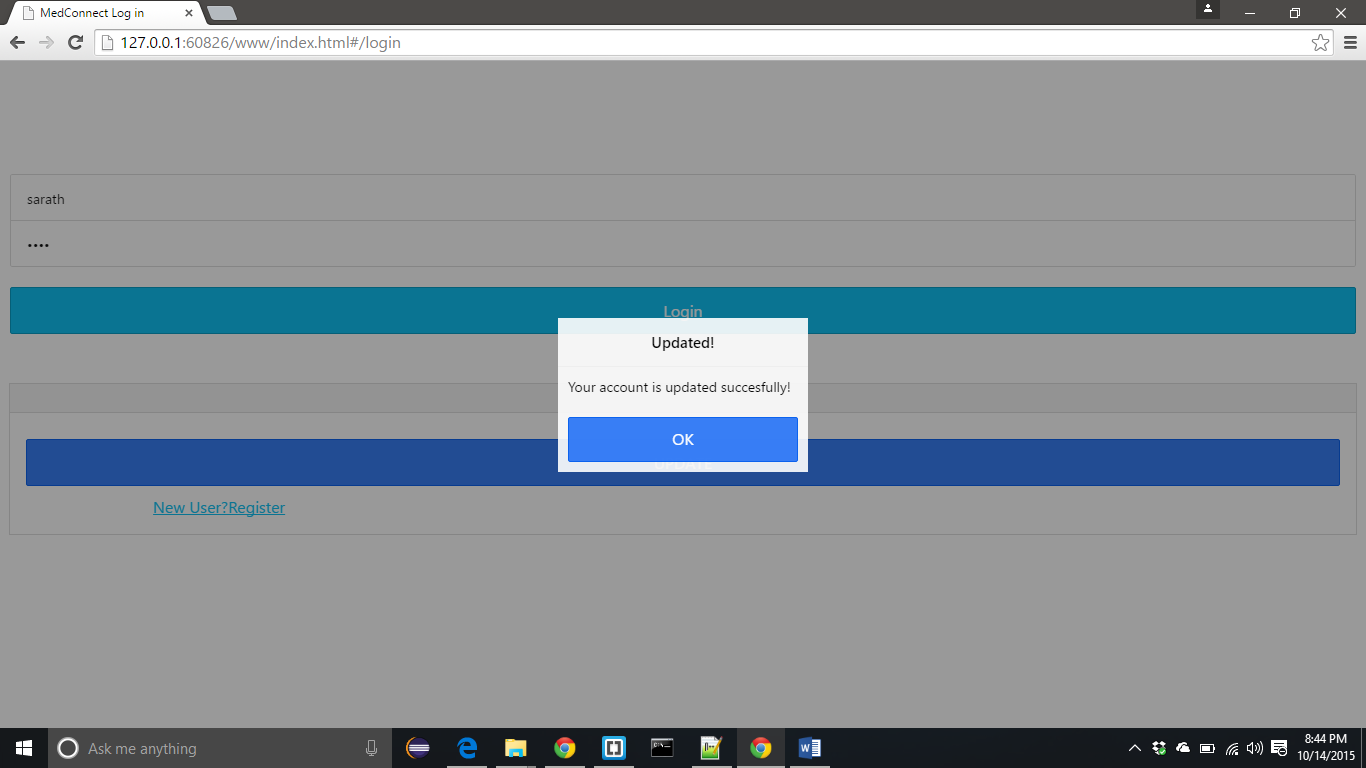 MedConnect Log in
127.0.0.1:60826/www/index.html#/login
sarath
••••
Login
Updated!
Your account is updated succesfully!
OK
UPDATE
New User?Register
Ask me anything
8:44 PM
10/14/2015